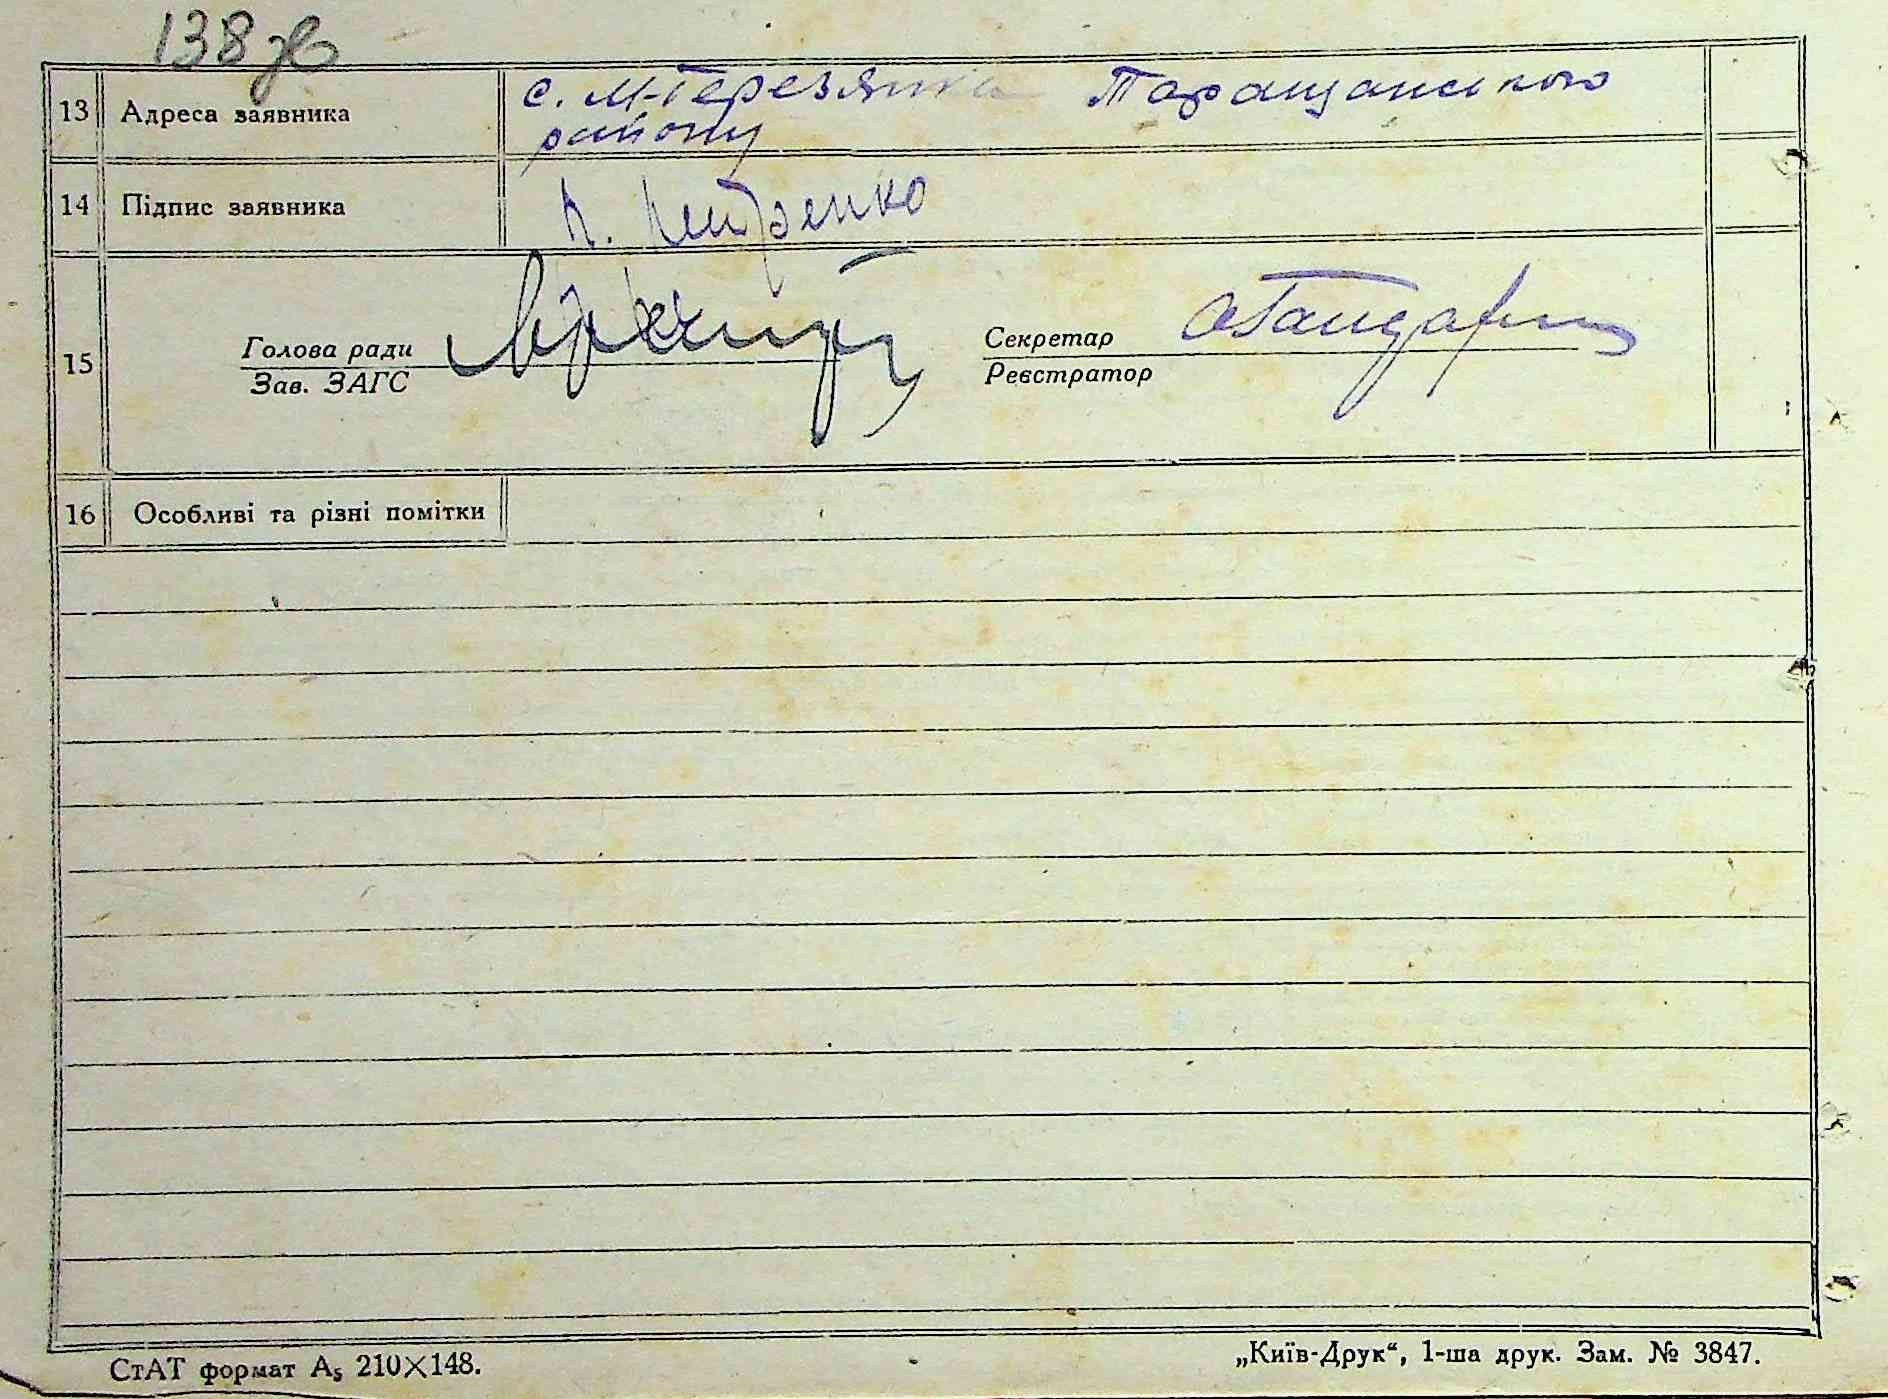 138
13 Адреса заявника с. М-Березянка Таращанського
району
14 Підпис заявника
Голова ради Секретар
15
Зав. ЗАГС Реєстратор
16 Особливі та різні помітки
СтАТ формат А₅ 210×148. „Київ-Друк“, 1-ша друк. Зам. № 3847.